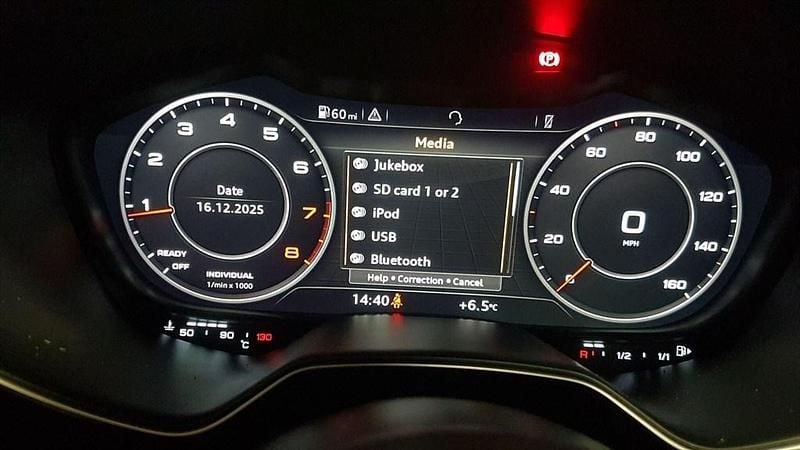 P
60 mi
Media
Jukebox
SD card 1 or 2
iPod
USB
Bluetooth
Help • Correction • Cancel
14:40
+6.5°C
1
2
3
4
5
6
7
8
Date
16.12.2025
READY
OFF
INDIVIDUAL
1/min x 1000
0
20
40
60
80
100
120
140
160
0
MPH
50
90
130
°C
R
1/2
1/1